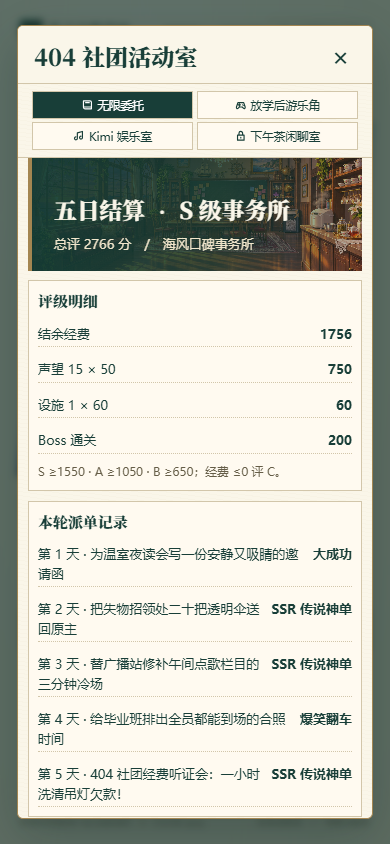 404 社团活动室
×
无限委托
放学后游乐角
Kimi 娱乐室
下午茶闲聊室
五日结算 · S 级事务所
总评 2766 分 / 海风口碑事务所
评级明细
结余经费 1756
声望 15 × 50 750
设施 1 × 60 60
Boss 通关 200
S ≥1550 · A ≥1050 · B ≥650；经费 ≤0 评 C。
本轮派单记录
第 1 天 · 为温室夜读会写一份安静又吸睛的邀 大成功
请函
第 2 天 · 把失物招领处二十把透明伞送 SSR 传说神单
回原主
第 3 天 · 替广播站修补午间点歌栏目的 SSR 传说神单
三分钟冷场
第 4 天 · 给毕业班排出全员都能到场的合照 爆笑翻车
时间
第 5 天 · 404 社团经费听证会：一小时 SSR 传说神单
洗清吊灯欠款！